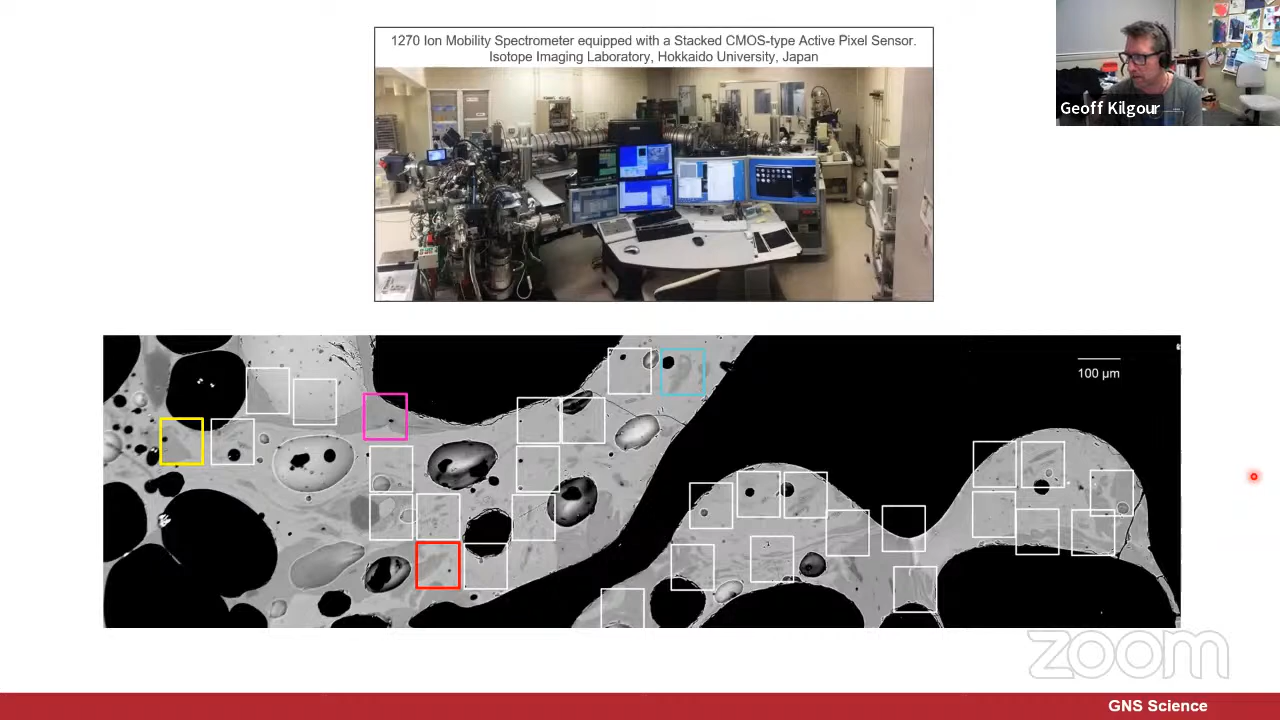 1270 Ion Mobility Spectrometer equipped with a Stacked CMOS-type Active Pixel Sensor.
Isotope Imaging Laboratory, Hokkaido University, Japan
Geoff Kilgour
100 µm
zoom
GNS Science